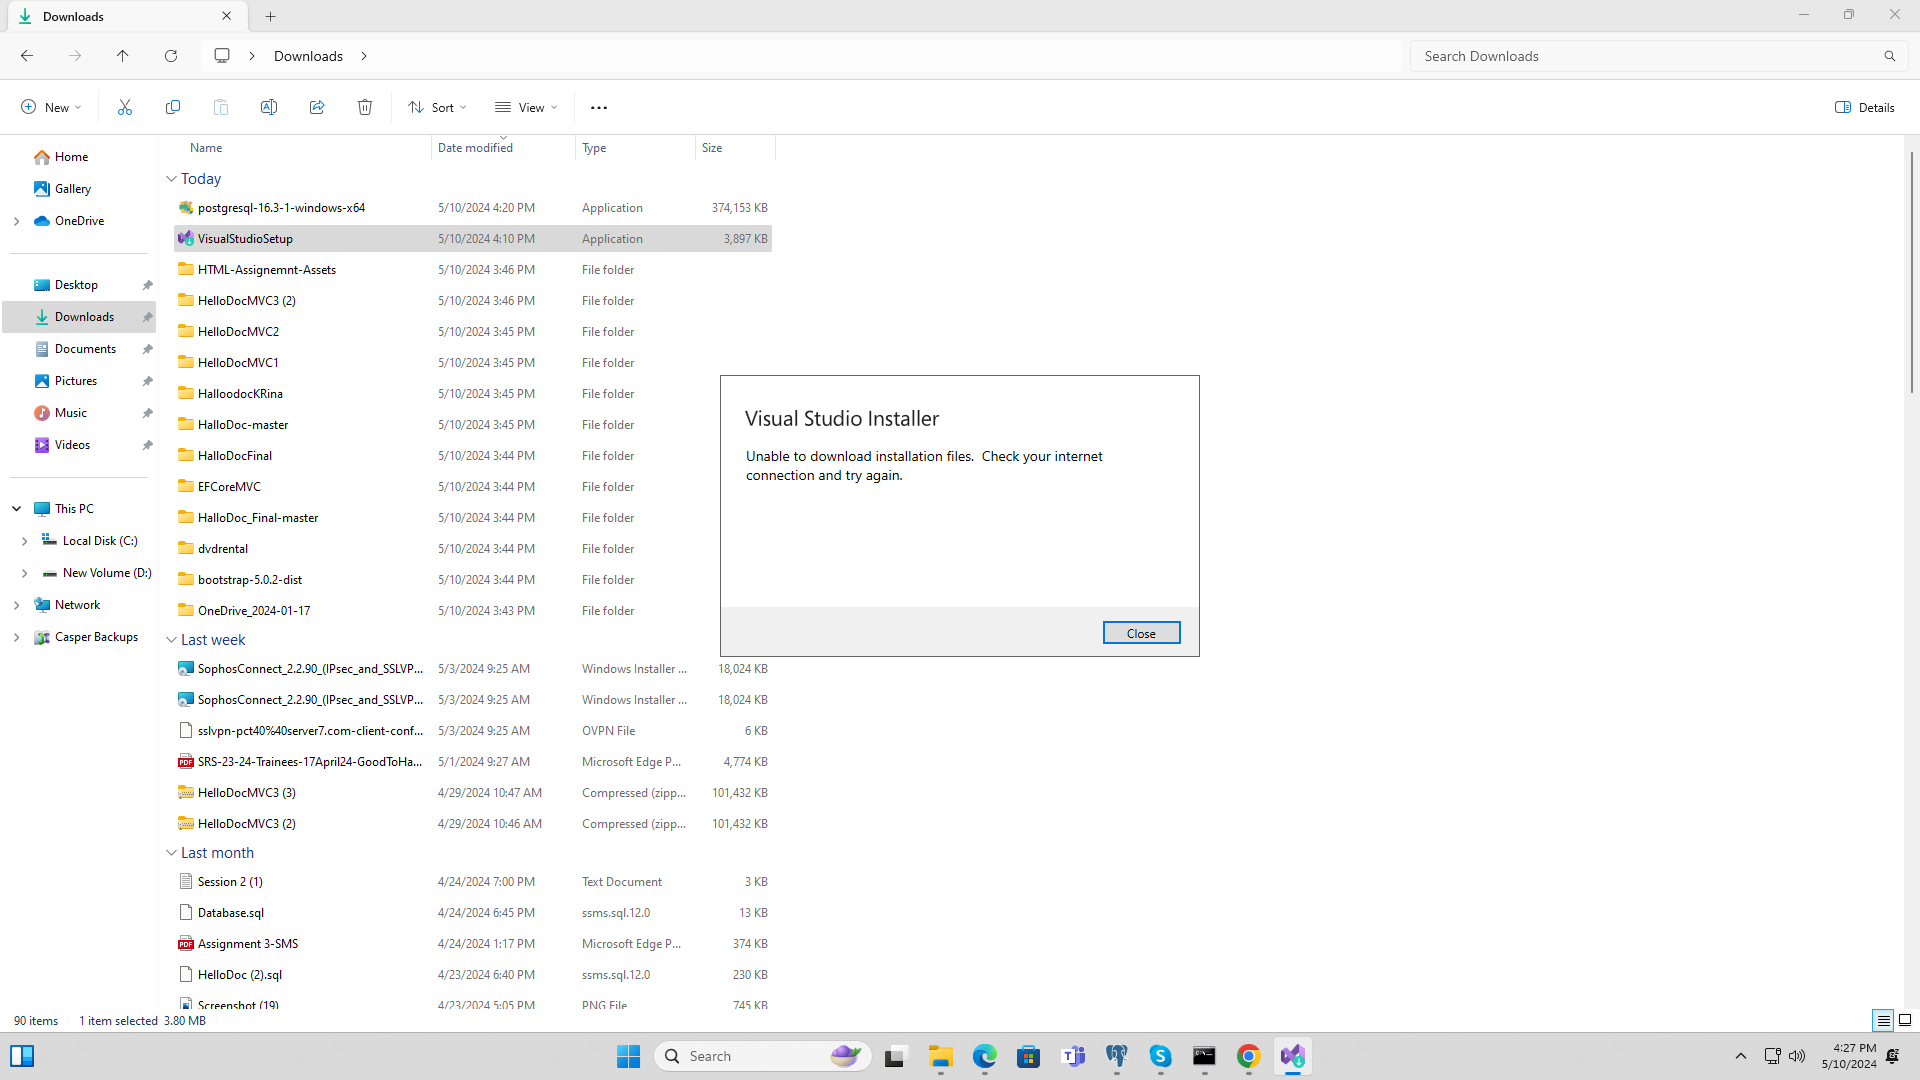 Downloads
Downloads
Search Downloads
New
Sort
View
Details
Name Date modified Type Size
Home
Gallery
OneDrive
Desktop
Downloads
Documents
Pictures
Music
Videos
This PC
Local Disk (C:)
New Volume (D:)
Network
Casper Backups
Today
postgresql-16.3-1-windows-x64 5/10/2024 4:20 PM Application 374,153 KB
VisualStudioSetup 5/10/2024 4:10 PM Application 3,897 KB
HTML-Assignemnt-Assets 5/10/2024 3:46 PM File folder
HelloDocMVC3 (2) 5/10/2024 3:46 PM File folder
HelloDocMVC2 5/10/2024 3:45 PM File folder
HelloDocMVC1 5/10/2024 3:45 PM File folder
HalloodocKRina 5/10/2024 3:45 PM File folder
HalloDoc-master 5/10/2024 3:45 PM File folder
HalloDocFinal 5/10/2024 3:44 PM File folder
EFCoreMVC 5/10/2024 3:44 PM File folder
HalloDoc_Final-master 5/10/2024 3:44 PM File folder
dvdrental 5/10/2024 3:44 PM File folder
bootstrap-5.0.2-dist 5/10/2024 3:44 PM File folder
OneDrive_2024-01-17 5/10/2024 3:43 PM File folder
Last week
SophosConnect_2.2.90_(IPsec_and_SSLVP... 5/3/2024 9:25 AM Windows Installer ... 18,024 KB
SophosConnect_2.2.90_(IPsec_and_SSLVP... 5/3/2024 9:25 AM Windows Installer ... 18,024 KB
sslvpn-pct40%40server7.com-client-conf... 5/3/2024 9:25 AM OVPN File 6 KB
SRS-23-24-Trainees-17April24-GoodToHa... 5/1/2024 9:27 AM Microsoft Edge P... 4,774 KB
HelloDocMVC3 (3) 4/29/2024 10:47 AM Compressed (zipp... 101,432 KB
HelloDocMVC3 (2) 4/29/2024 10:46 AM Compressed (zipp... 101,432 KB
Last month
Session 2 (1) 4/24/2024 7:00 PM Text Document 3 KB
Database.sql 4/24/2024 6:45 PM ssms.sql.12.0 13 KB
Assignment 3-SMS 4/24/2024 1:17 PM Microsoft Edge P... 374 KB
HelloDoc (2).sql 4/23/2024 6:40 PM ssms.sql.12.0 230 KB
Screenshot (19) 4/23/2024 5:05 PM PNG File 745 KB
Visual Studio Installer
Unable to download installation files. Check your internet
connection and try again.
Close
90 items 1 item selected 3.80 MB
Search
4:27 PM
5/10/2024